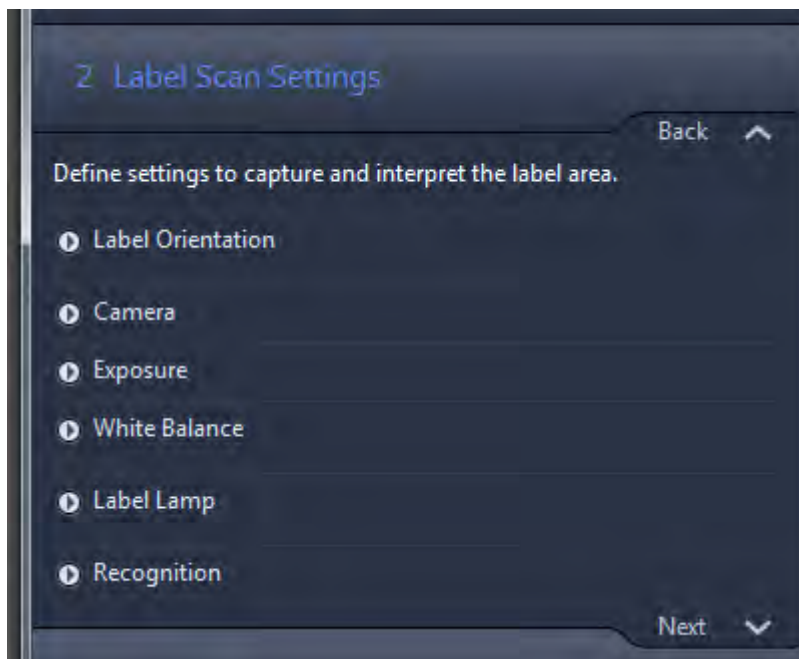 2 Label Scan Settings
Back
Define settings to capture and interpret the label area.
Label Orientation
Camera
Exposure
White Balance
Label Lamp
Recognition
Next